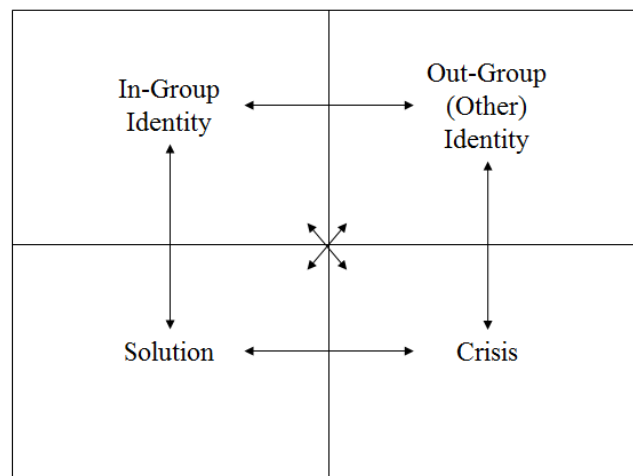 In-Group
Identity
Out-Group
(Other)
Identity
Solution
Crisis